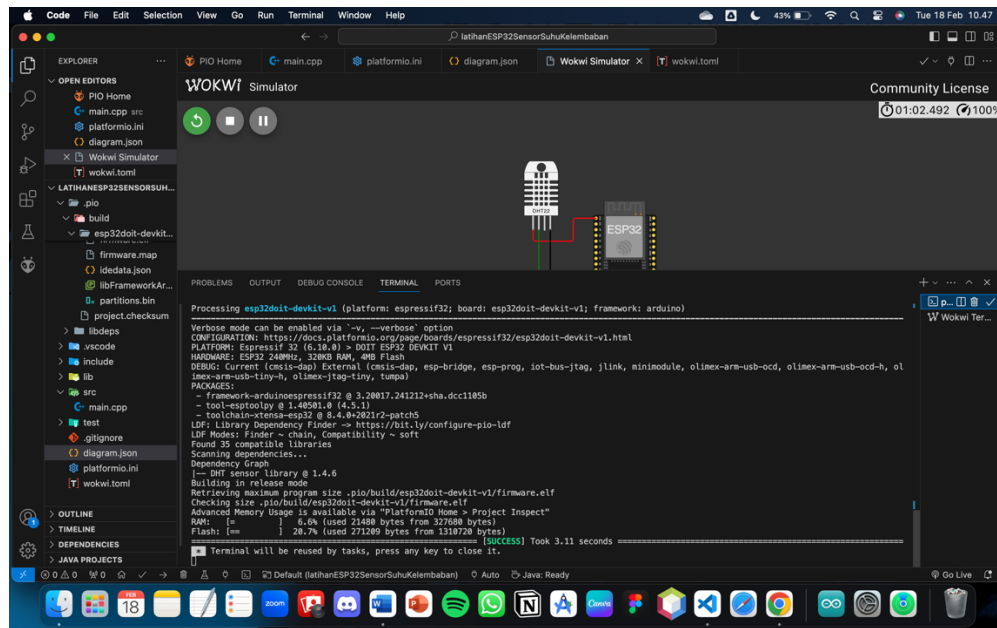 Code File Edit Selection View Go Run Terminal Window Help 43% Tue 18 Feb 10.47
latihanESP32SensorSuhuKelembaban
EXPLORER
OPEN EDITORS
PIO Home
main.cpp src
platformio.ini
diagram.json
Wokwi Simulator
wokwi.toml
LATIHANESP32SENSORSUH...
.pio
build
esp32doit-devkit...
firmware.elf
firmware.map
idedata.json
libFrameworkAr...
partitions.bin
project.checksum
libdeps
.vscode
include
lib
src
main.cpp
test
.gitignore
diagram.json
platformio.ini
wokwi.toml
OUTLINE
TIMELINE
DEPENDENCIES
JAVA PROJECTS
PIO Home main.cpp platformio.ini diagram.json Wokwi Simulator wokwi.toml
WOKWI Simulator
Community License
01:02.492 100%
DHT22
ESP32
PROBLEMS OUTPUT DEBUG CONSOLE TERMINAL PORTS
p...
Wokwi Ter...
Processing esp32doit-devkit-v1 (platform: espressif32; board: esp32doit-devkit-v1; framework: arduino)
Verbose mode can be enabled via `-v, --verbose` option
CONFIGURATION: https://docs.platformio.org/page/boards/espressif32/esp32doit-devkit-v1.html
PLATFORM: Espressif 32 (6.10.0) > DOIT ESP32 DEVKIT V1
HARDWARE: ESP32 240MHz, 320KB RAM, 4MB Flash
DEBUG: Current (cmsis-dap) External (cmsis-dap, esp-bridge, esp-prog, iot-bus-jtag, jlink, minimodule, olimex-arm-usb-ocd, olimex-arm-usb-ocd-h, ol
imex-arm-usb-tiny-h, olimex-jtag-tiny, tumpa)
PACKAGES:
- framework-arduinoespressif32 @ 3.20017.241212+sha.dcc1105b
- tool-esptoolpy @ 1.40501.0 (4.5.1)
- toolchain-xtensa-esp32 @ 8.4.0+2021r2-patch5
LDF: Library Dependency Finder -> https://bit.ly/configure-pio-ldf
LDF Modes: Finder ~ chain, Compatibility ~ soft
Found 35 compatible libraries
Scanning dependencies...
Dependency Graph
|-- DHT sensor library @ 1.4.6
Building in release mode
Retrieving maximum program size .pio/build/esp32doit-devkit-v1/firmware.elf
Checking size .pio/build/esp32doit-devkit-v1/firmware.elf
Advanced Memory Usage is available via "PlatformIO Home > Project Inspect"
RAM: [= ] 6.6% (used 21480 bytes from 327680 bytes)
Flash: [== ] 20.7% (used 271209 bytes from 1310720 bytes)
[SUCCESS] Took 3.11 seconds
* Terminal will be reused by tasks, press any key to close it.
0 0 0 Default (latihanESP32SensorSuhuKelembaban) Auto Java: Ready Go Live
FEB
18
zoom
Canva